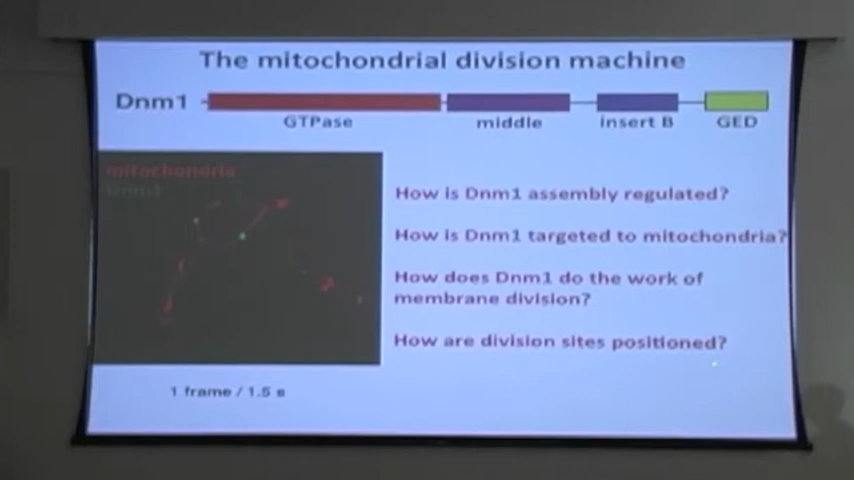 The mitochondrial division machine
Dnm1
GTPase
middle
insert B
GED
mitochondria
Dnm1
How is Dnm1 assembly regulated?
How is Dnm1 targeted to mitochondria?
How does Dnm1 do the work of
membrane division?
How are division sites positioned?
1 frame / 1.5 s